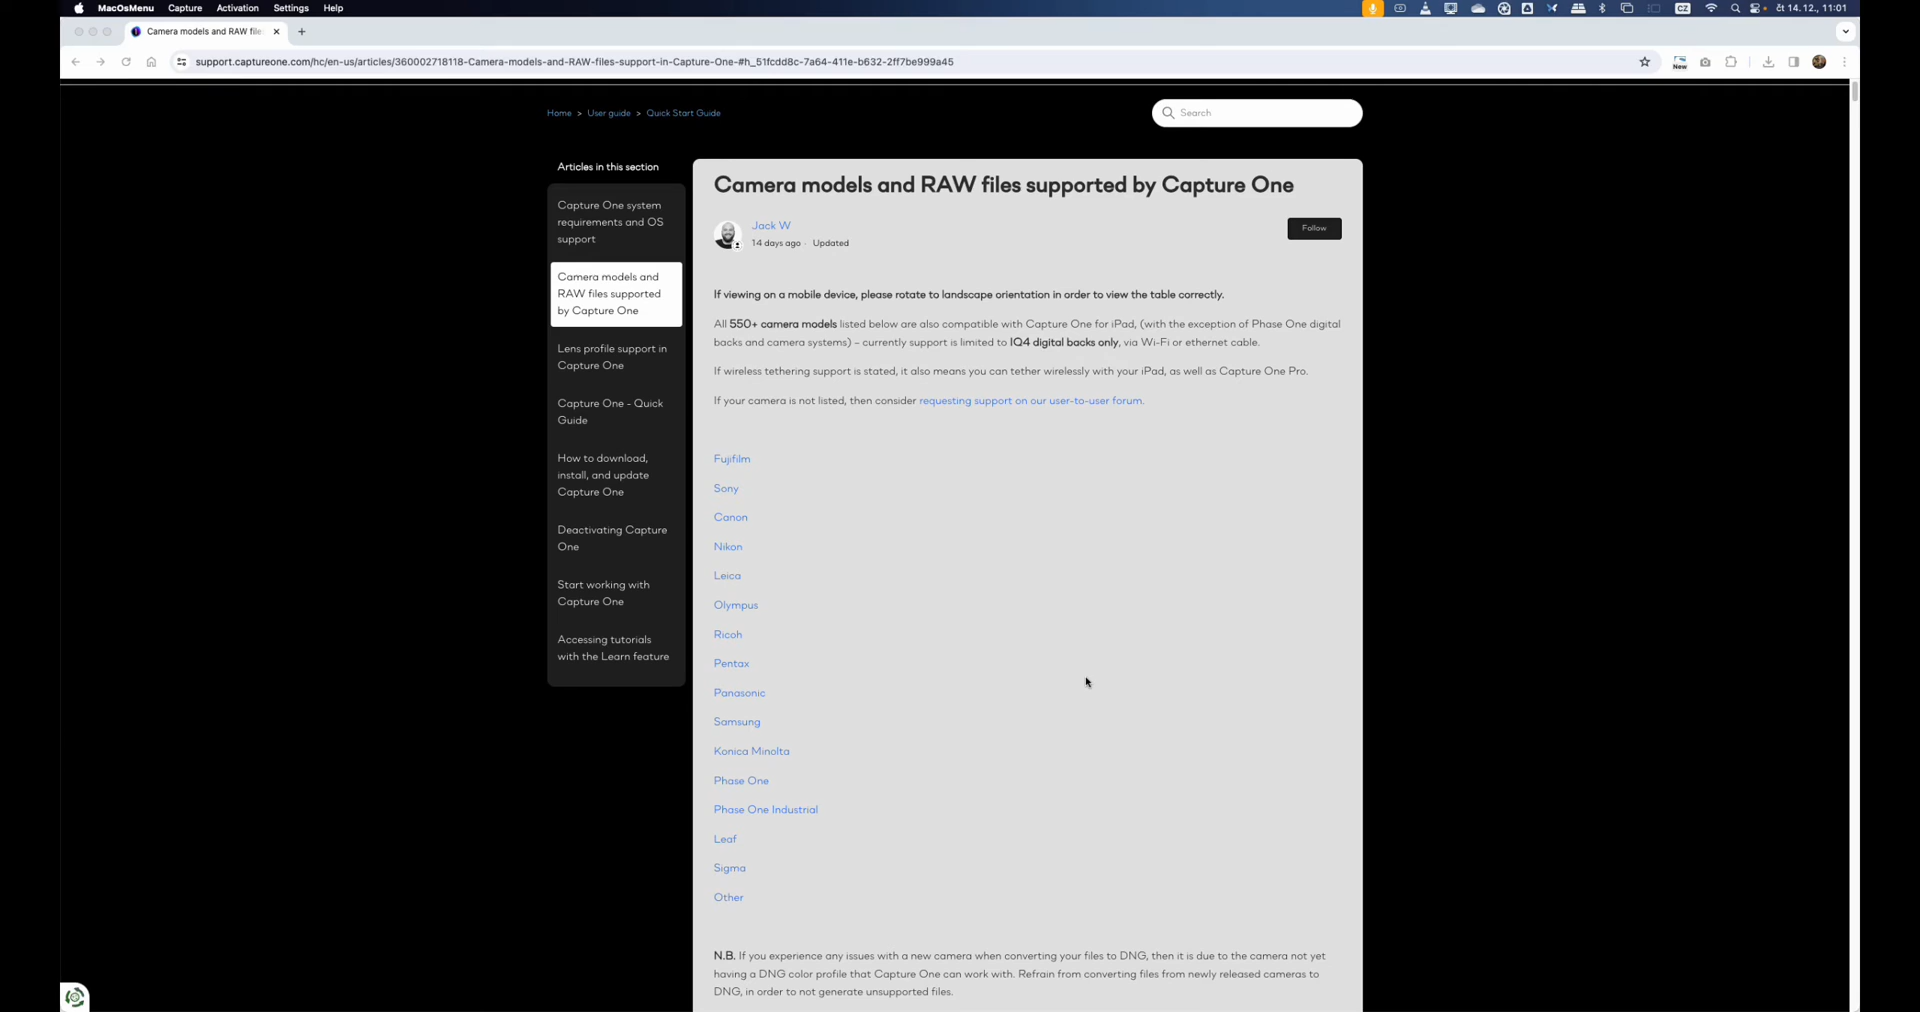 MacOsMenu Capture Activation Settings Help
CZ
čt 14. 12., 11:01
Camera models and RAW file
support.captureone.com/hc/en-us/articles/360002718118-Camera-models-and-RAW-files-support-in-Capture-One-#h_51fcdd8c-7a64-411e-b632-2ff7be999a45
New
Home > User guide > Quick Start Guide
Search
Articles in this section
Capture One system
requirements and OS
support
Camera models and
RAW files supported
by Capture One
Lens profile support in
Capture One
Capture One - Quick
Guide
How to download,
install, and update
Capture One
Deactivating Capture
One
Start working with
Capture One
Accessing tutorials
with the Learn feature
Camera models and RAW files supported by Capture One
Jack W
14 days ago · Updated
Follow
If viewing on a mobile device, please rotate to landscape orientation in order to view the table correctly.
All 550+ camera models listed below are also compatible with Capture One for iPad, (with the exception of Phase One digital
backs and camera systems) – currently support is limited to IQ4 digital backs only, via Wi-Fi or ethernet cable.
If wireless tethering support is stated, it also means you can tether wirelessly with your iPad, as well as Capture One Pro.
If your camera is not listed, then consider requesting support on our user-to-user forum.
Fujifilm
Sony
Canon
Nikon
Leica
Olympus
Ricoh
Pentax
Panasonic
Samsung
Konica Minolta
Phase One
Phase One Industrial
Leaf
Sigma
Other
N.B. If you experience any issues with a new camera when converting your files to DNG, then it is due to the camera not yet
having a DNG color profile that Capture One can work with. Refrain from converting files from newly released cameras to
DNG, in order to not generate unsupported files.